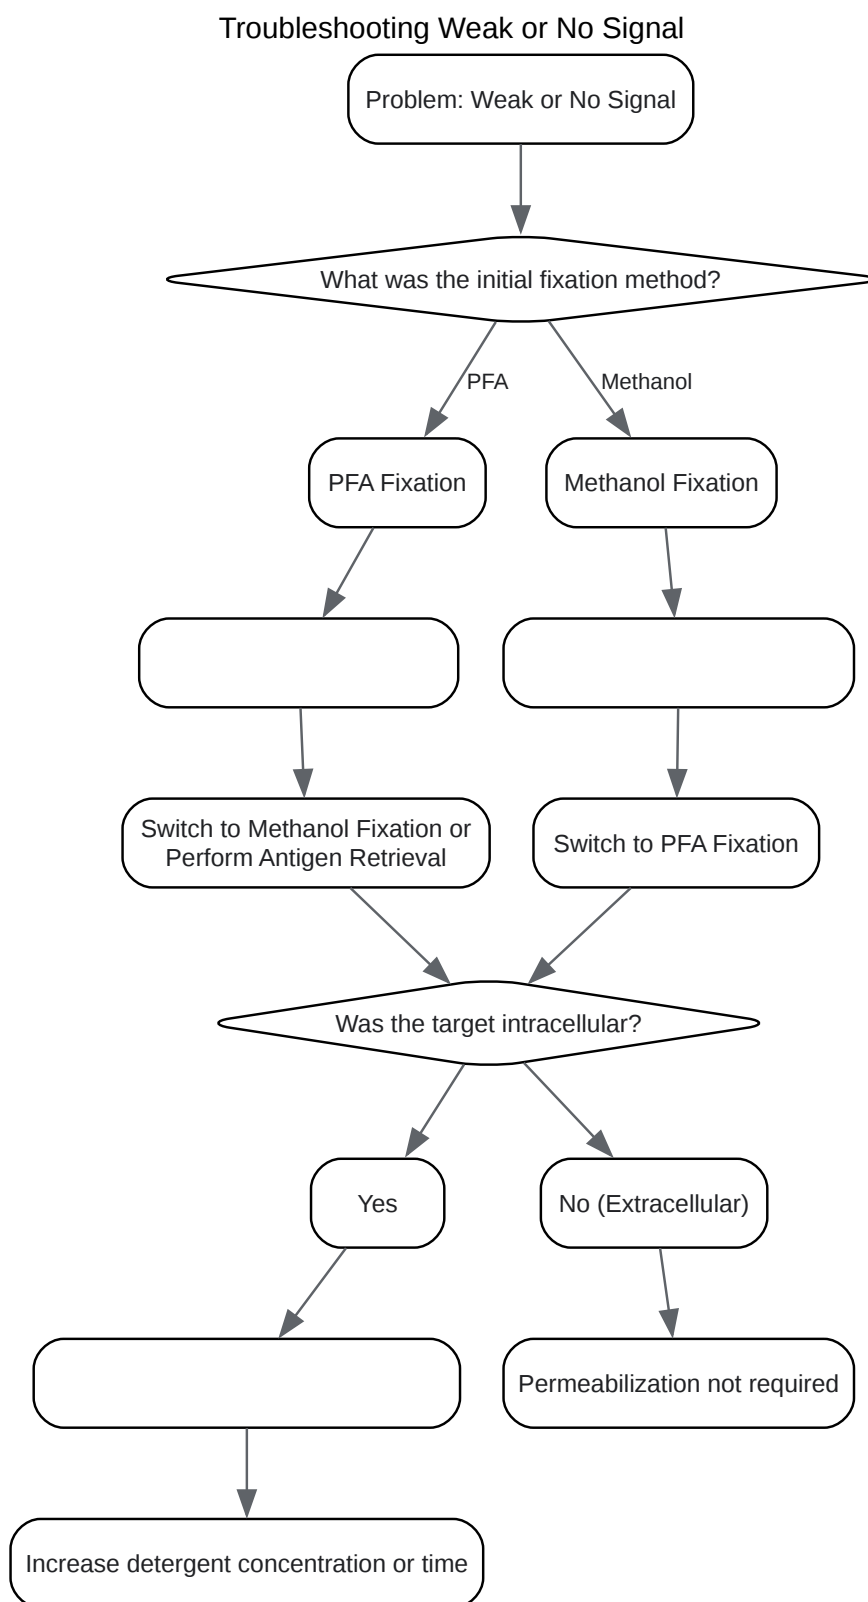 Troubleshooting Weak or No Signal
Problem: Weak or No Signal
What was the initial fixation method?
PFA
Methanol
PFA Fixation
Methanol Fixation
Switch to Methanol Fixation or
Perform Antigen Retrieval
Switch to PFA Fixation
Was the target intracellular?
Yes
No (Extracellular)
Permeabilization not required
Increase detergent concentration or time